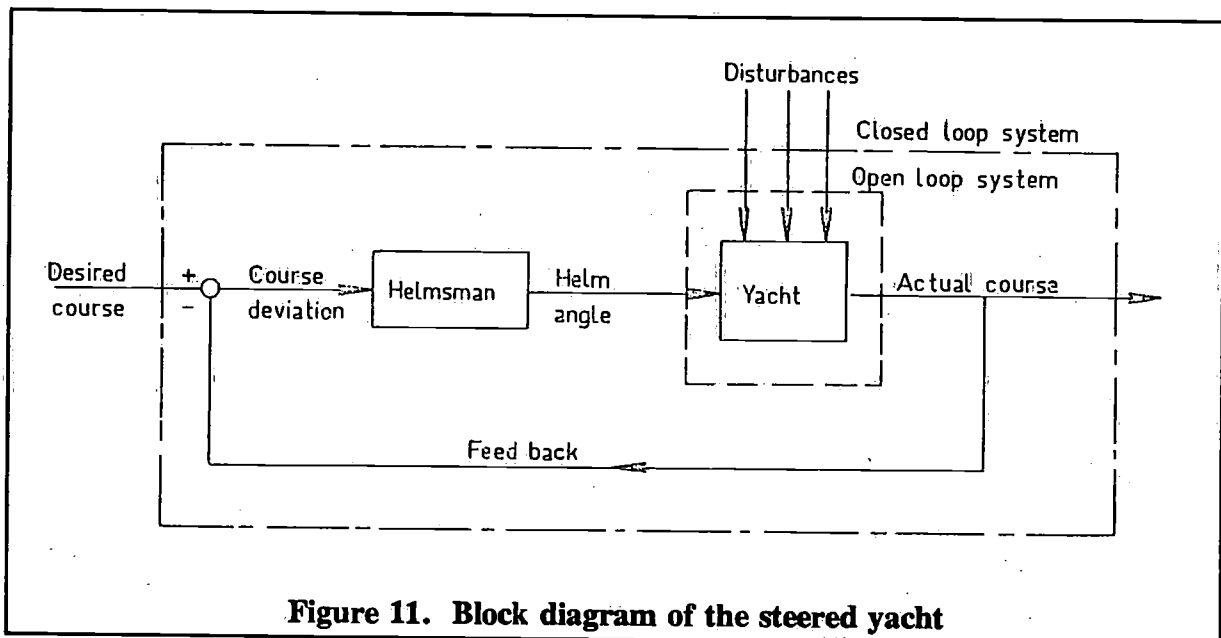 Disturbances
Closed loop system
Open loop system
Desired
course
+
-
Course
deviation
Helmsman
Helm
angle
Yacht
Actual course
Feed back
Figure 11. Block diagram of the steered yacht